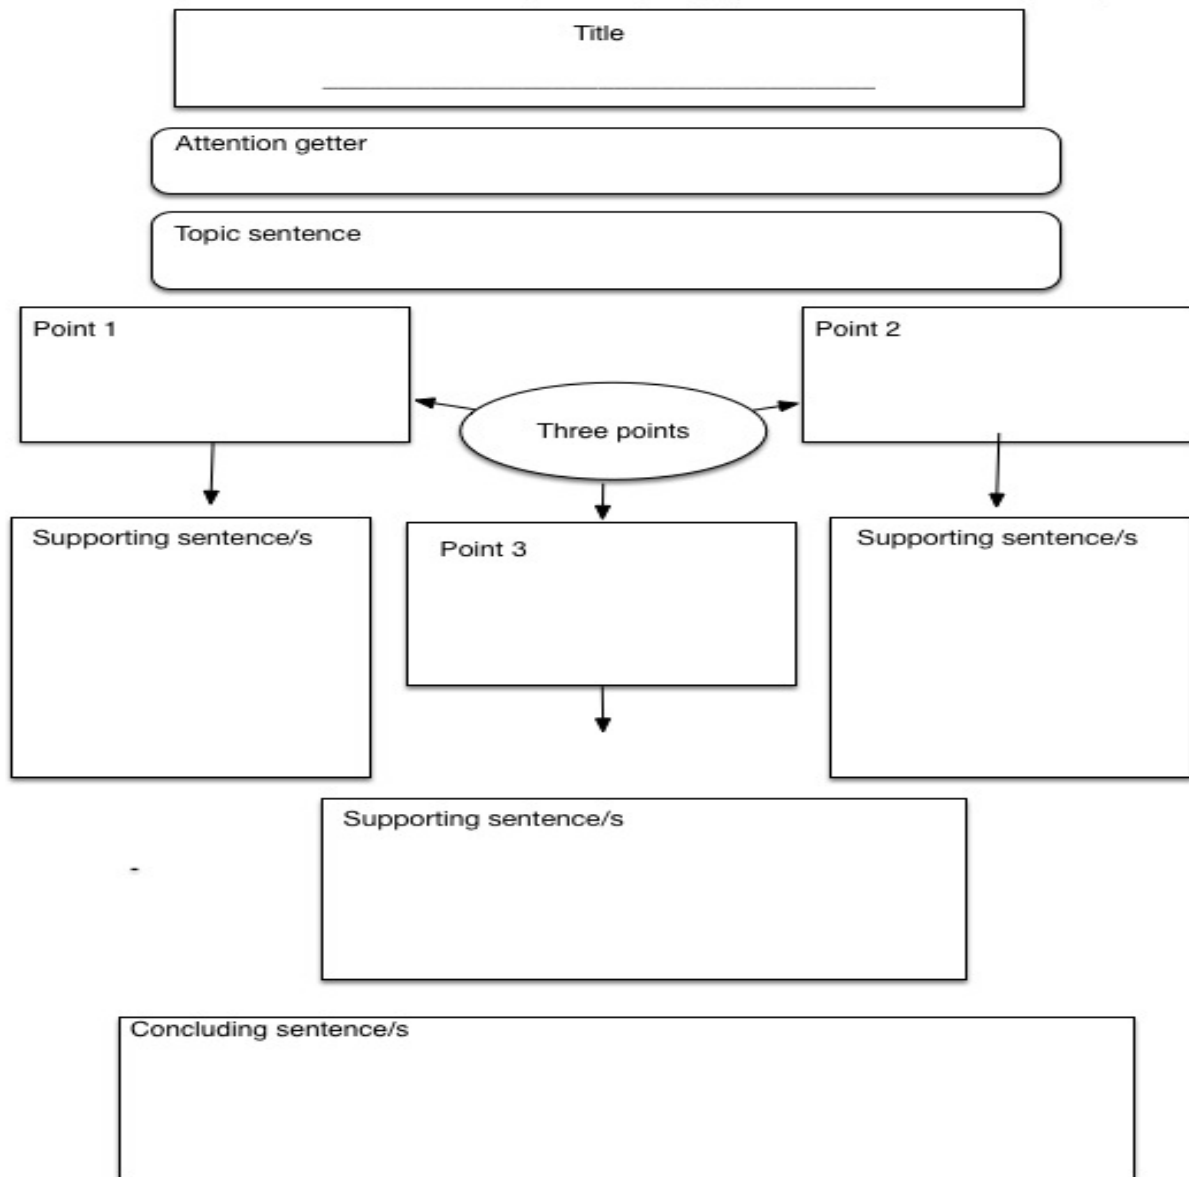 Title
Attention getter
Topic sentence
Point 1
Point 2
Three points
Supporting sentence/s
Point 3
Supporting sentence/s
Supporting sentence/s
Concluding sentence/s